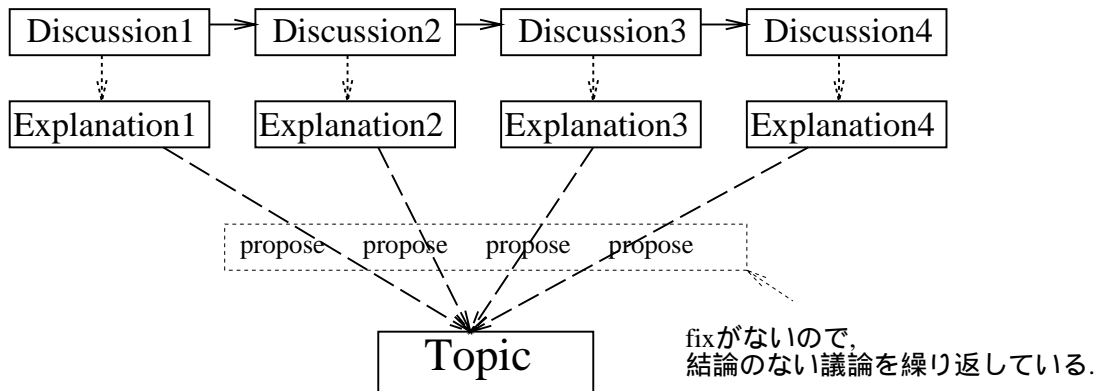 Discussion1 Discussion2 Discussion3 Discussion4
Explanation1 Explanation2 Explanation3 Explanation4
propose propose propose propose
Topic
fixがないので,
結論のない議論を繰り返している.